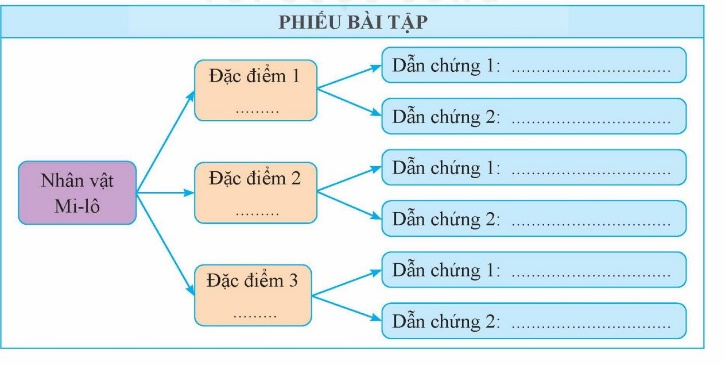 PHIẾU BÀI TẬP
Nhân vật
Mi-lô
Đặc điểm 1
.........
Dẫn chứng 1: ................................
Dẫn chứng 2: ................................
Đặc điểm 2
.........
Dẫn chứng 1: ................................
Dẫn chứng 2: ................................
Đặc điểm 3
.........
Dẫn chứng 1: ................................
Dẫn chứng 2: ................................